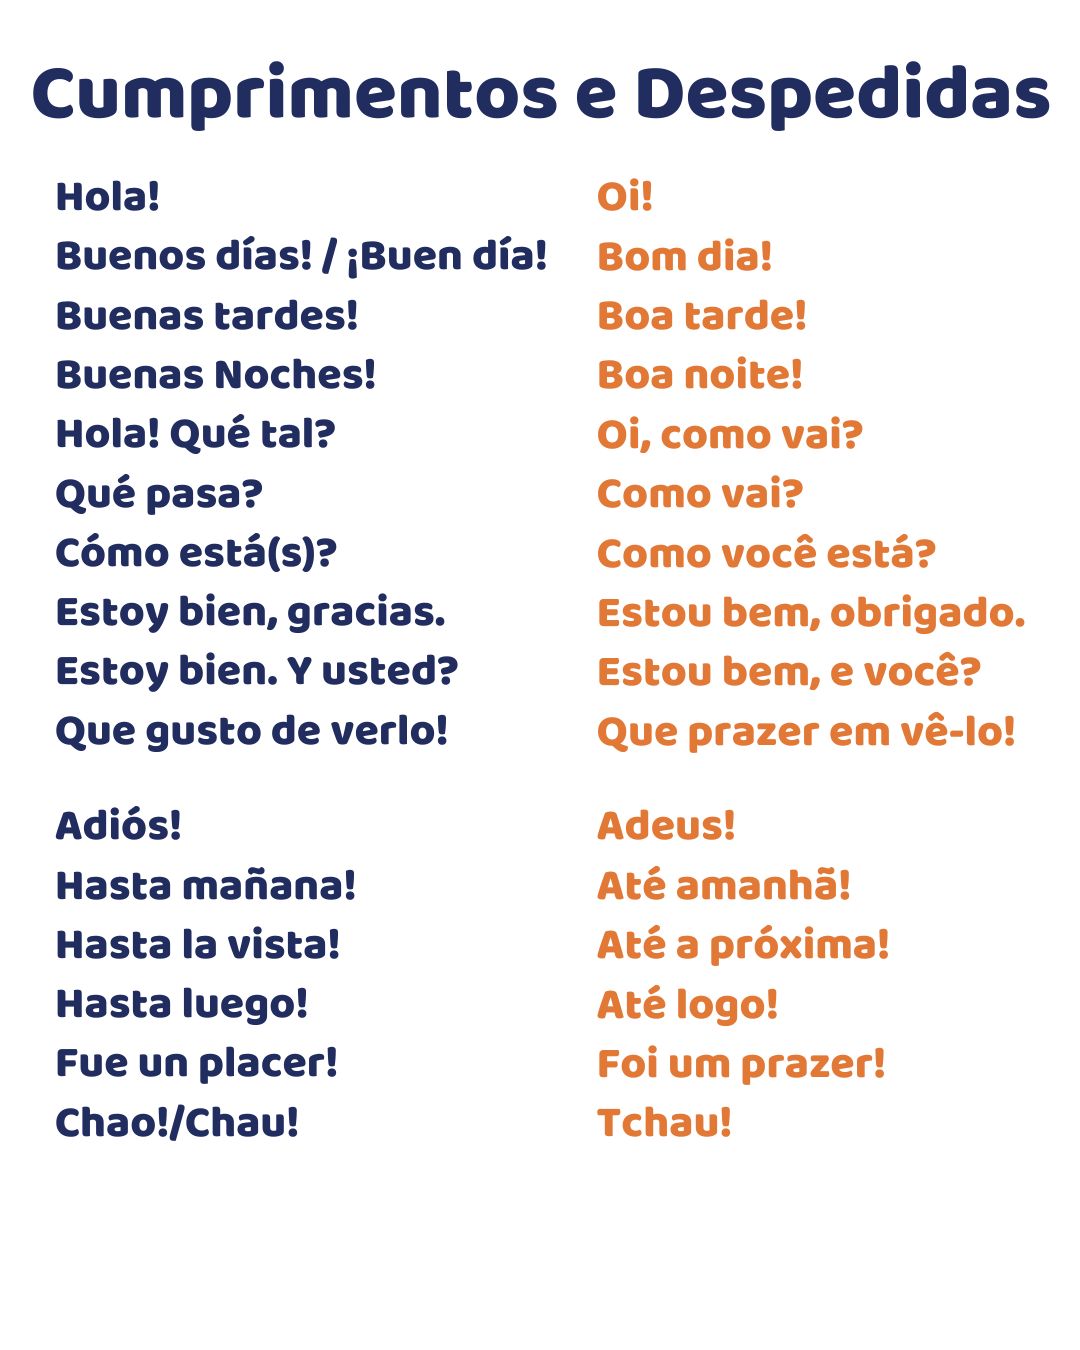 Cumprimentos e Despedidas
Hola!
Buenos días! / ¡Buen día!
Buenas tardes!
Buenas Noches!
Hola! Qué tal?
Qué pasa?
Cómo está(s)?
Estoy bien, gracias.
Estoy bien. Y usted?
Que gusto de verlo!
Adiós!
Hasta mañana!
Hasta la vista!
Hasta luego!
Fue un placer!
Chao!/Chau!
Oi!
Bom dia!
Boa tarde!
Boa noite!
Oi, como vai?
Como vai?
Como você está?
Estou bem, obrigado.
Estou bem, e você?
Que prazer em vê-lo!
Adeus!
Até amanhã!
Até a próxima!
Até logo!
Foi um prazer!
Tchau!